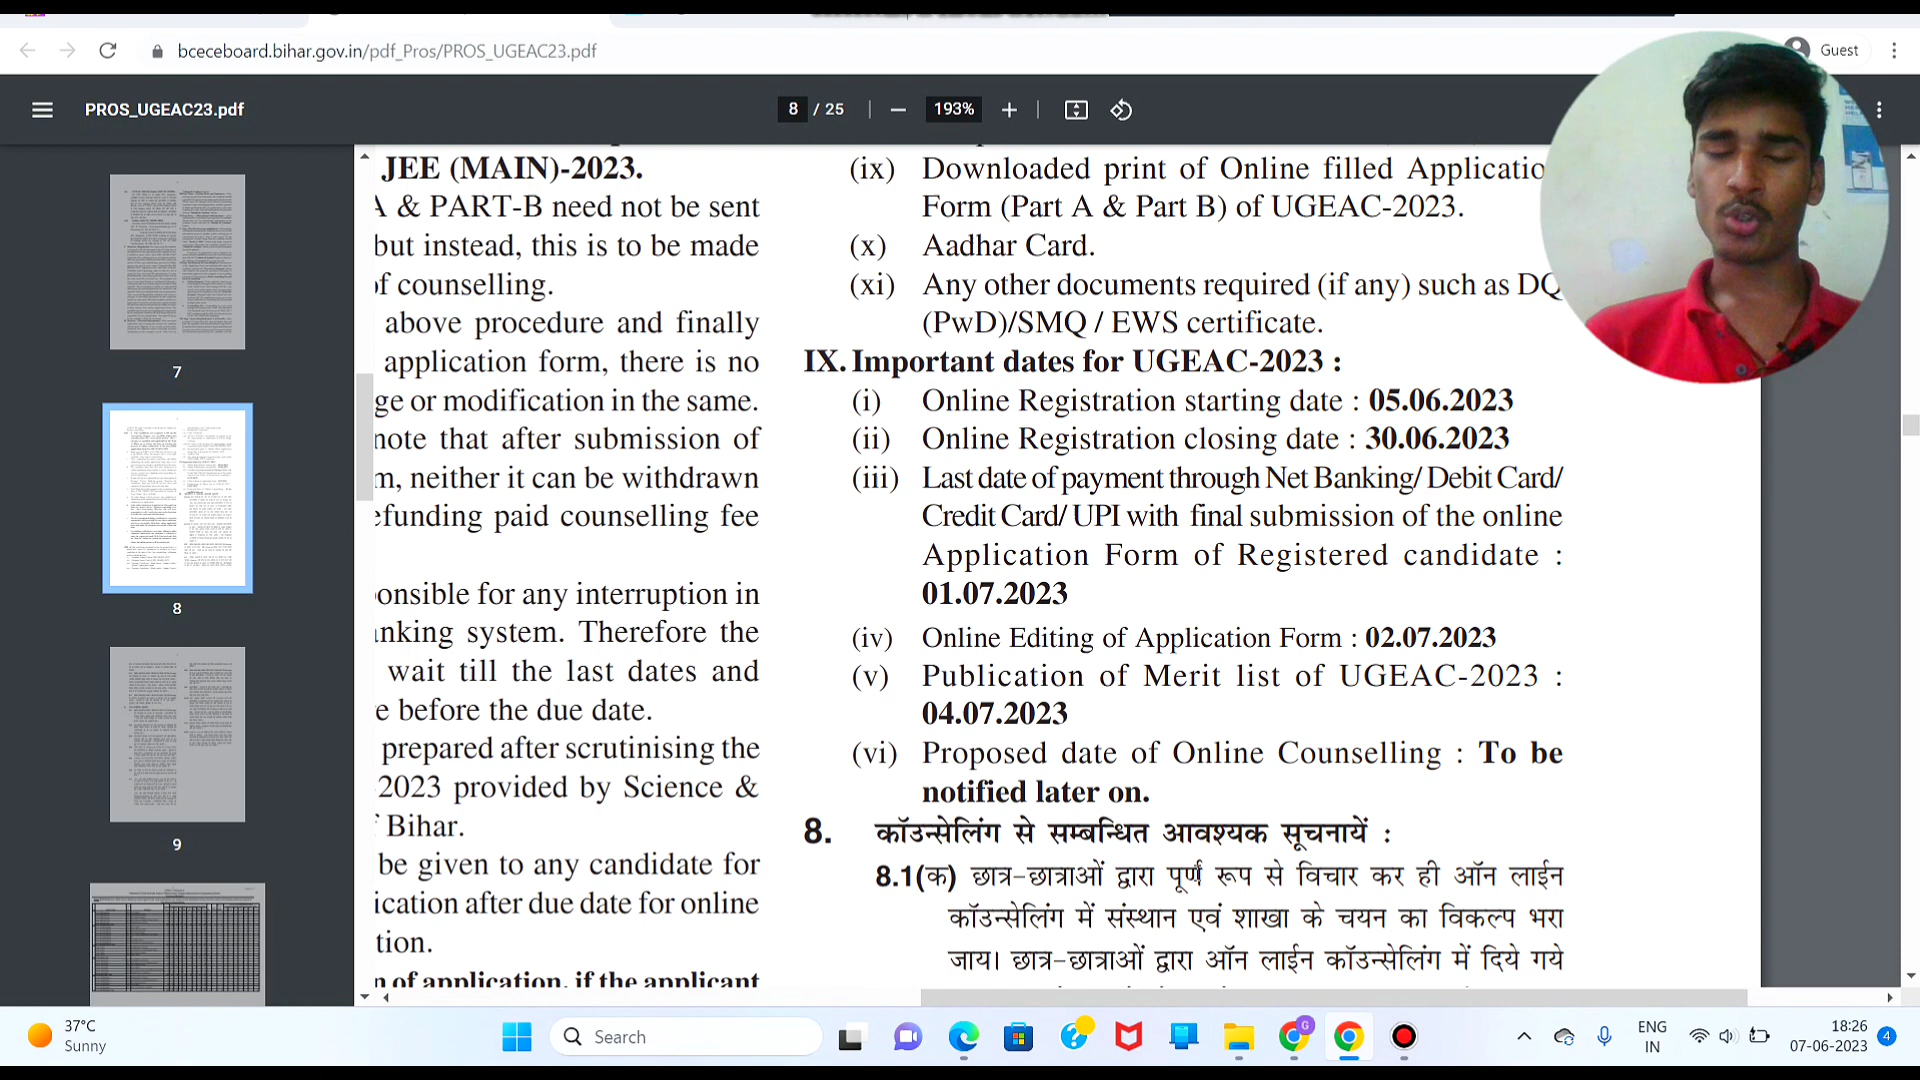 bceceboard.bihar.gov.in/pdf_Pros/PROS_UGEAC23.pdf
Guest
PROS_UGEAC23.pdf
8 / 25
193%
7
8
9
JEE (MAIN)-2023.
A & PART-B need not be sent
but instead, this is to be made
of counselling.
above procedure and finally
application form, there is no
ge or modification in the same.
note that after submission of
m, neither it can be withdrawn
efunding paid counselling fee
onsible for any interruption in
anking system. Therefore the
wait till the last dates and
e before the due date.
prepared after scrutinising the
2023 provided by Science &
Bihar.
be given to any candidate for
ication after due date for online
tion.
n of application, if the applicant
(ix) Downloaded print of Online filled Applicatio
Form (Part A & Part B) of UGEAC-2023.
(x) Aadhar Card.
(xi) Any other documents required (if any) such as DQ
(PwD)/SMQ / EWS certificate.
IX. Important dates for UGEAC-2023 :
(i) Online Registration starting date : 05.06.2023
(ii) Online Registration closing date : 30.06.2023
(iii) Last date of payment through Net Banking/ Debit Card/
Credit Card/ UPI with final submission of the online
Application Form of Registered candidate :
01.07.2023
(iv) Online Editing of Application Form : 02.07.2023
(v) Publication of Merit list of UGEAC-2023 :
04.07.2023
(vi) Proposed date of Online Counselling : To be
notified later on.
8. कॉउन्सेलिंग से सम्बन्धित आवश्यक सूचनायें :
8.1(क) छात्र-छात्राओं द्वारा पूर्ण रूप से विचार कर ही ऑन लाईन
कॉउन्सेलिंग में संस्थान एवं शाखा के चयन का विकल्प भरा
जाय। छात्र-छात्राओं द्वारा ऑन लाईन कॉउन्सेलिंग में दिये गये
37°C
Sunny
Search
ENG
IN
18:26
07-06-2023
4